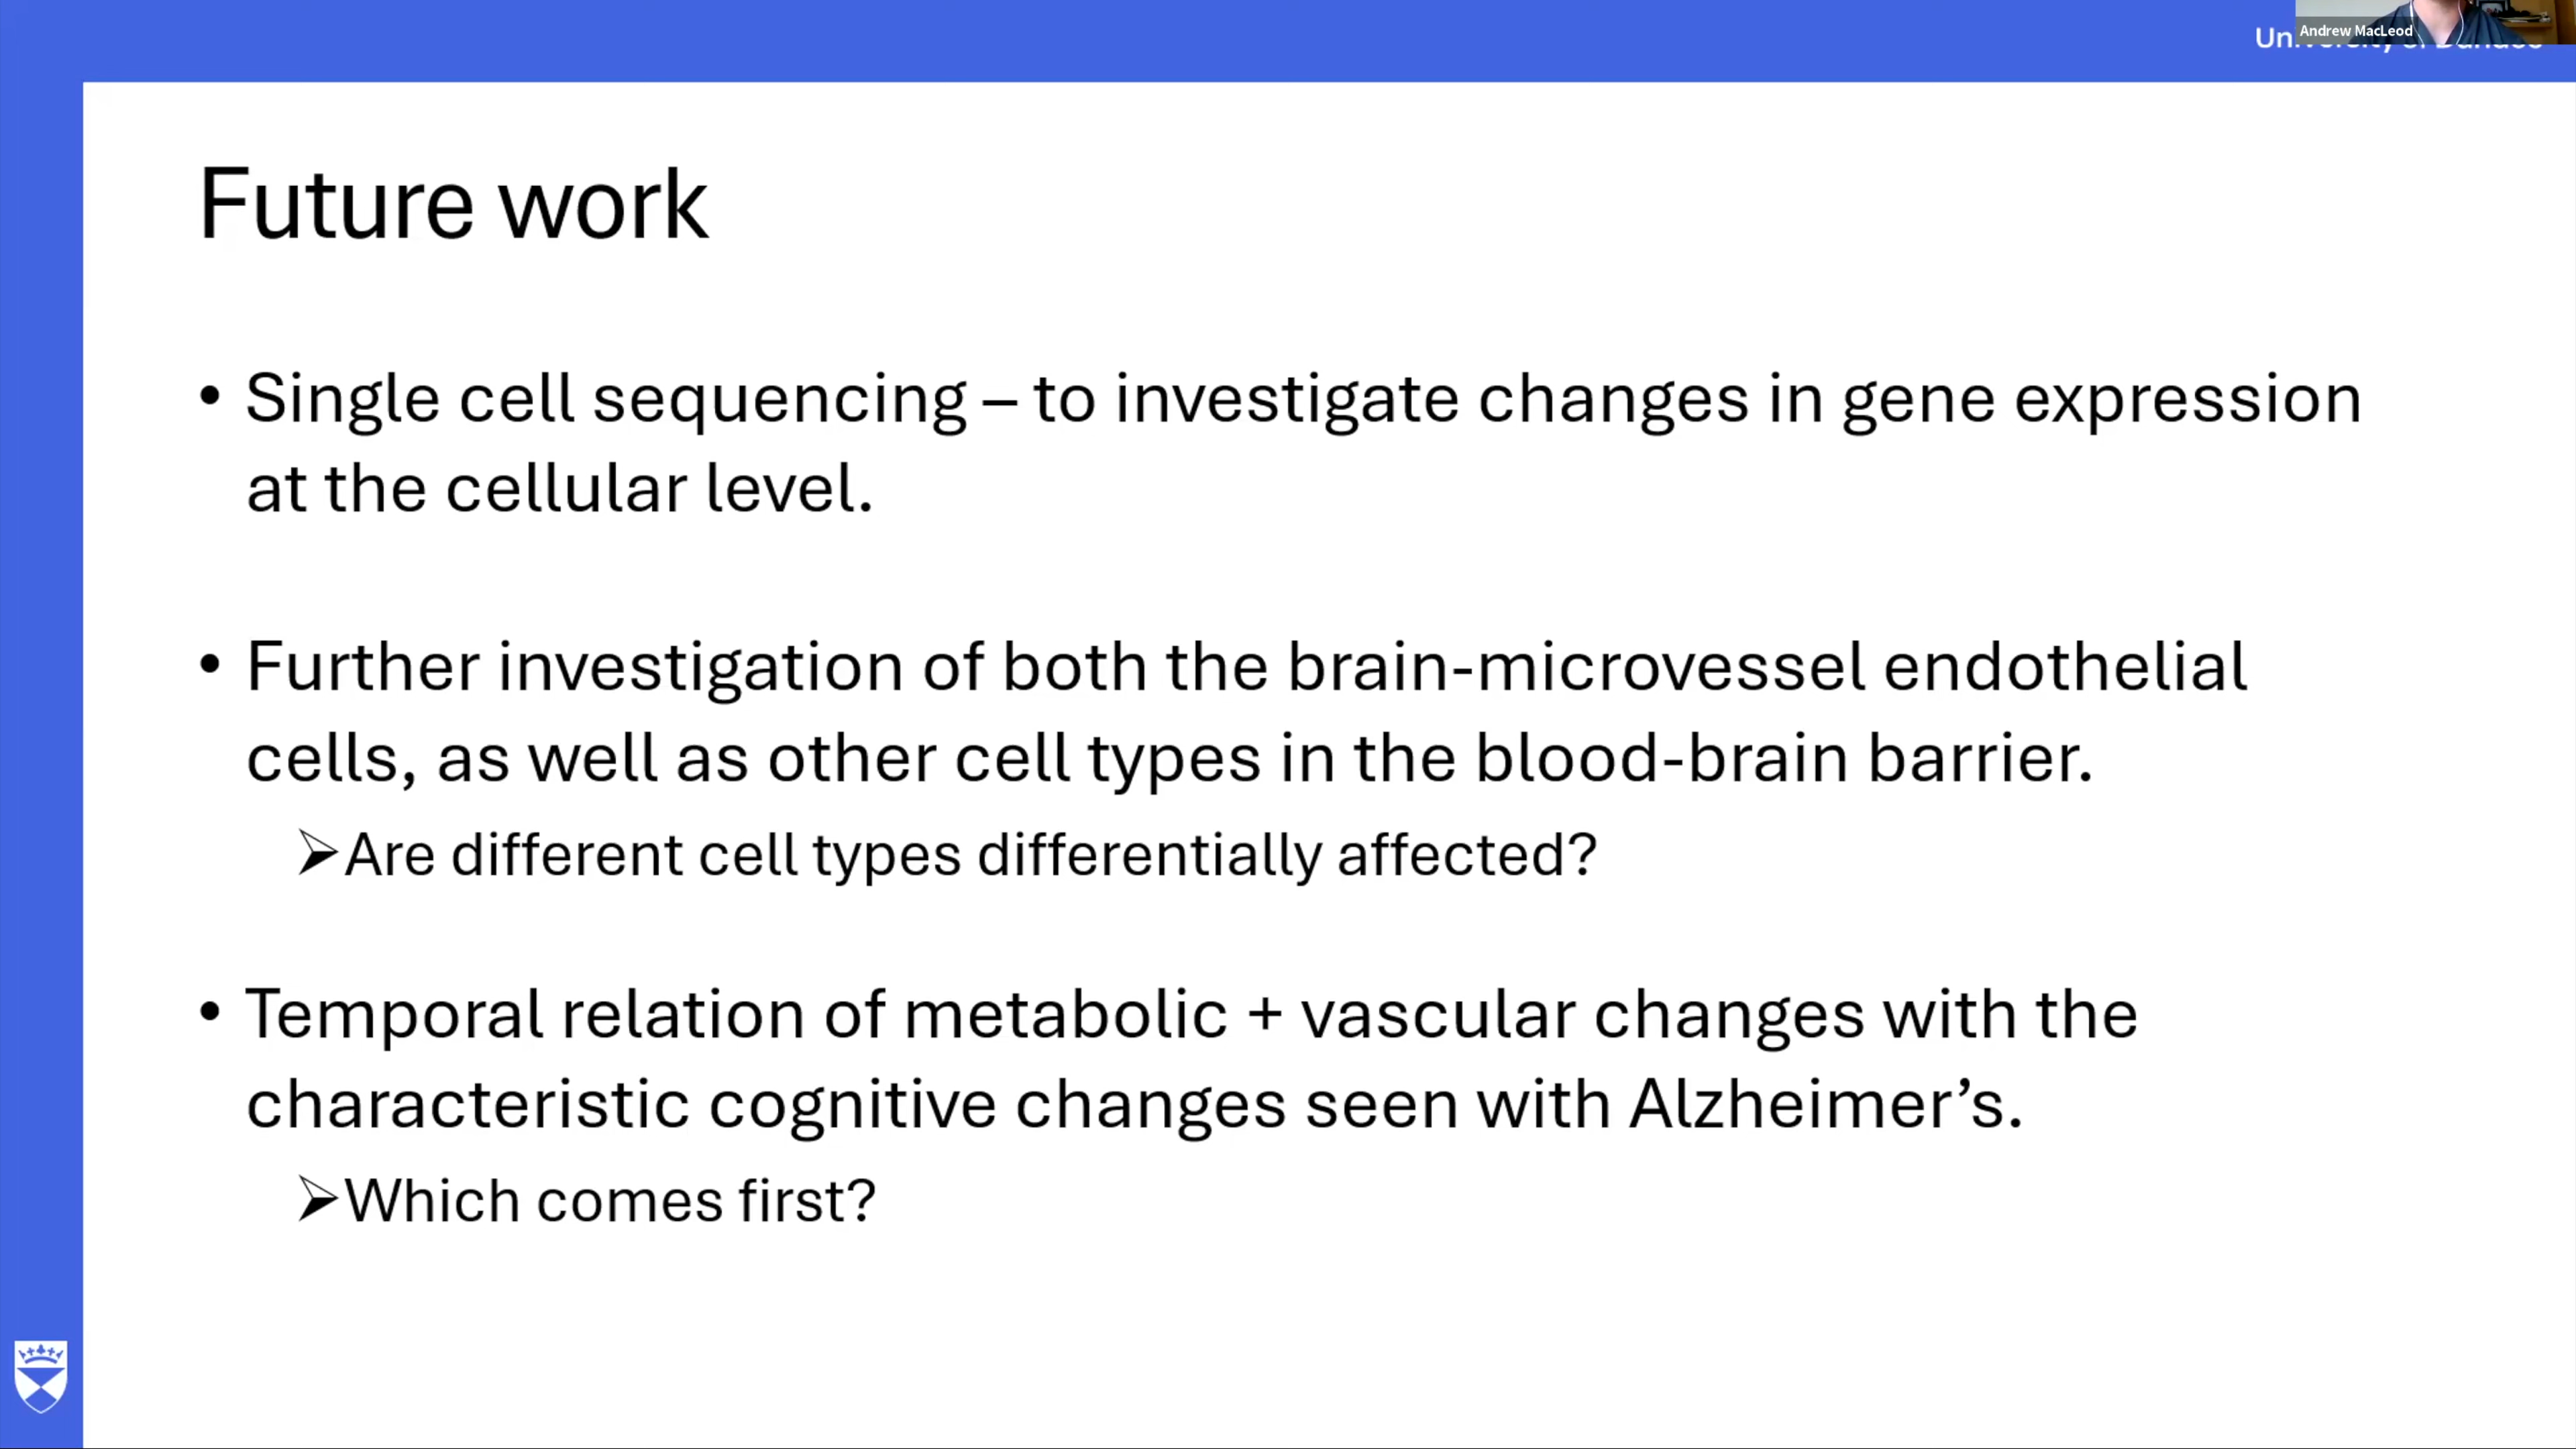 Andrew MacLeod
Future work
• Single cell sequencing – to investigate changes in gene expression
at the cellular level.
• Further investigation of both the brain-microvessel endothelial
cells, as well as other cell types in the blood-brain barrier.
➢Are different cell types differentially affected?
• Temporal relation of metabolic + vascular changes with the
characteristic cognitive changes seen with Alzheimer’s.
➢Which comes first?